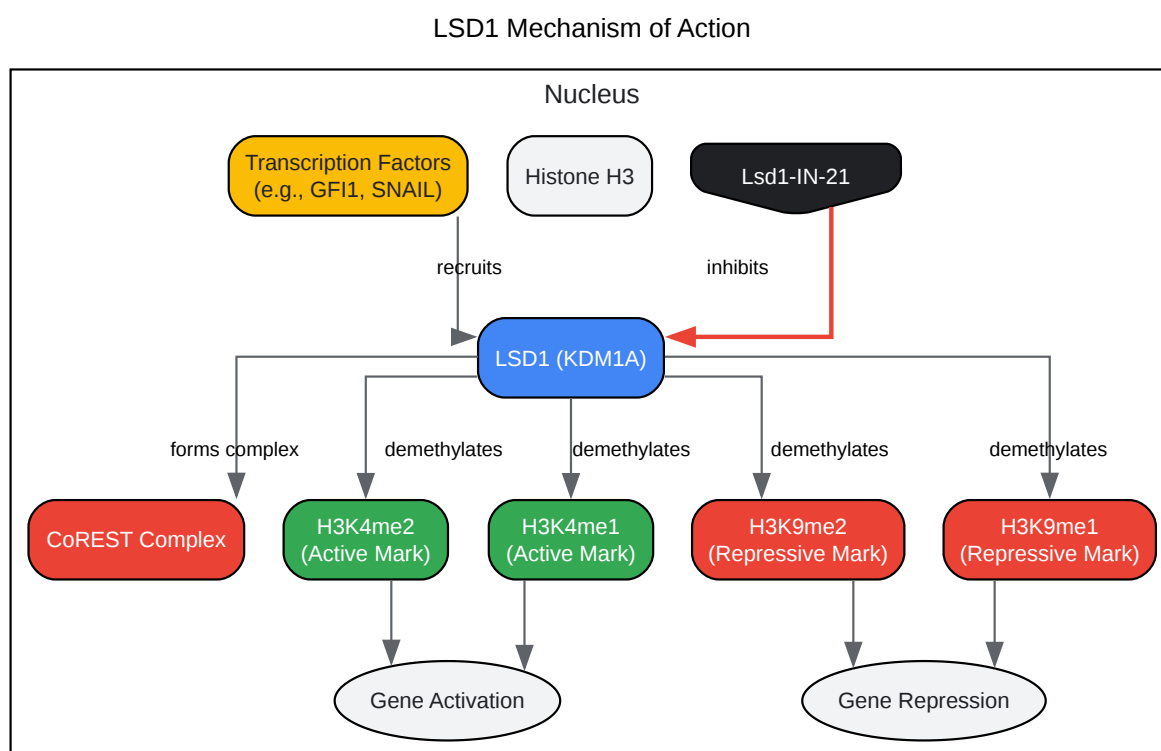 LSD1 Mechanism of Action
Nucleus
Transcription Factors
(e.g., GFI1, SNAIL)
Histone H3
Lsd1-IN-21
recruits
inhibits
LSD1 (KDM1A)
forms complex
demethylates
demethylates
demethylates
demethylates
CoREST Complex
H3K4me2
(Active Mark)
H3K4me1
(Active Mark)
H3K9me2
(Repressive Mark)
H3K9me1
(Repressive Mark)
Gene Activation
Gene Repression